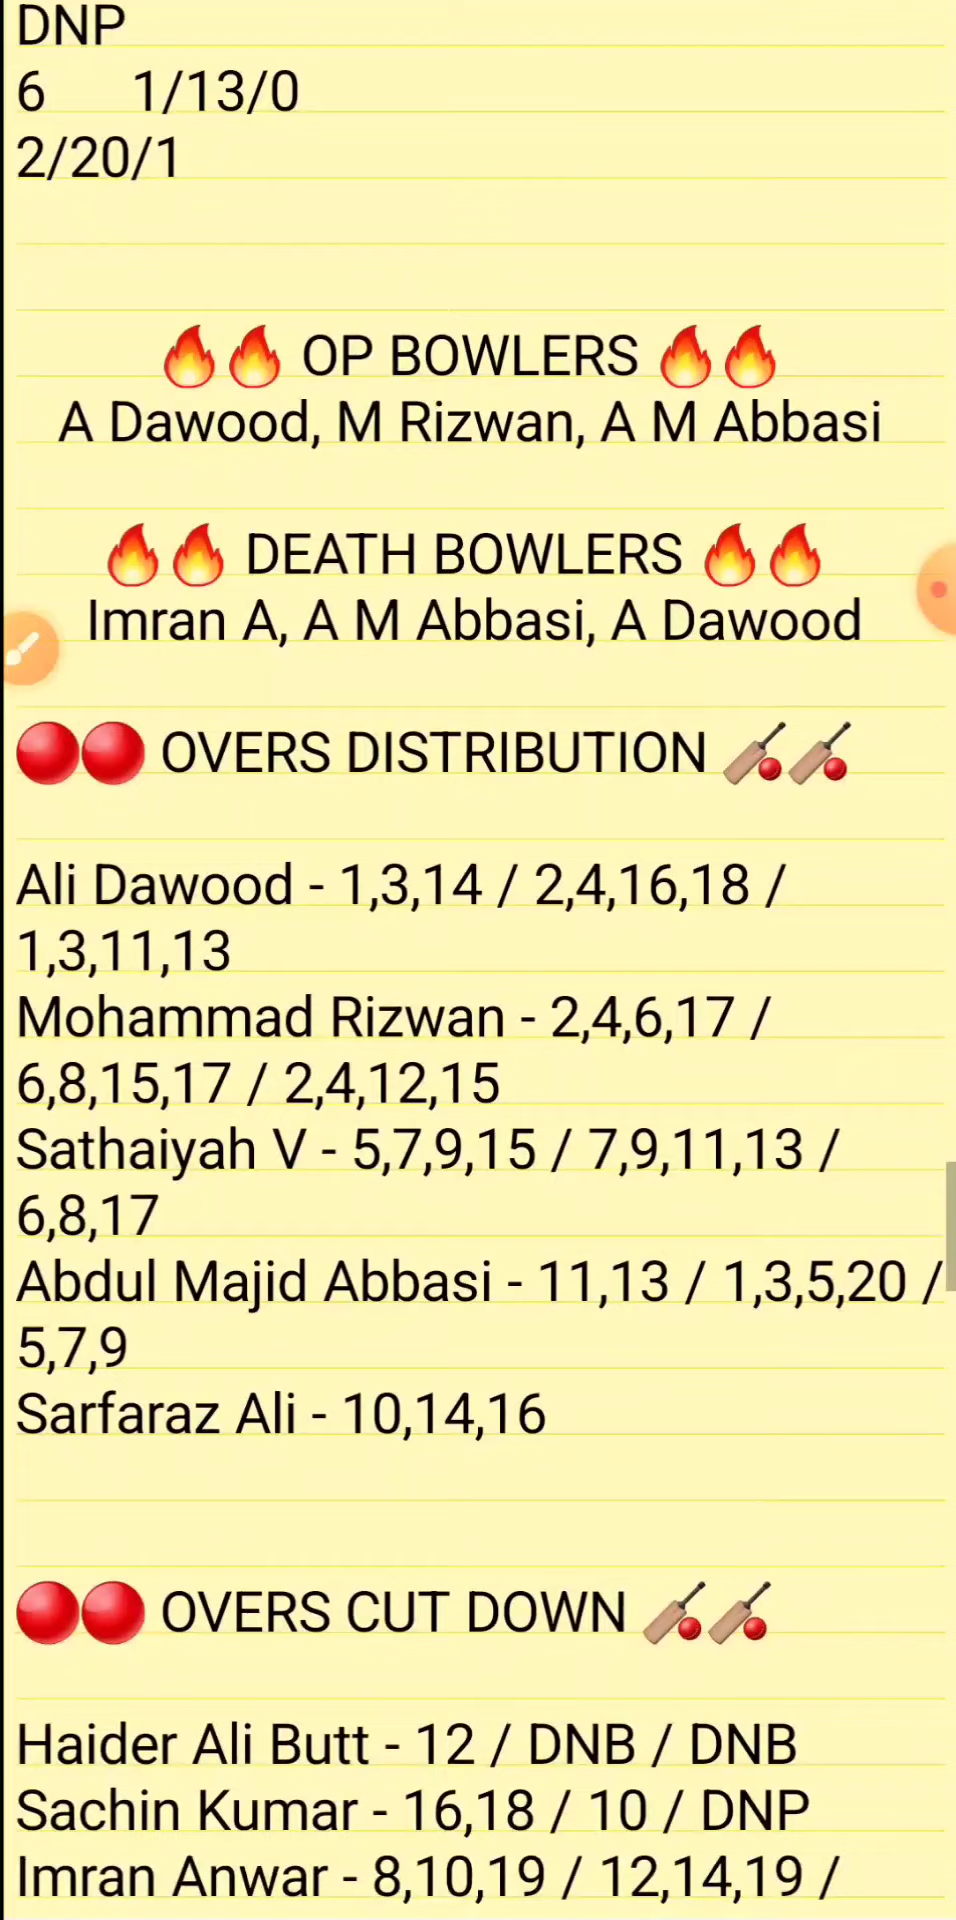 DNP
6 1/13/0
2/20/1
🔥🔥 OP BOWLERS 🔥🔥
A Dawood, M Rizwan, A M Abbasi
🔥🔥 DEATH BOWLERS 🔥🔥
Imran A, A M Abbasi, A Dawood
🔴🔴 OVERS DISTRIBUTION 🏏🏏
Ali Dawood - 1,3,14 / 2,4,16,18 /
1,3,11,13
Mohammad Rizwan - 2,4,6,17 /
6,8,15,17 / 2,4,12,15
Sathaiyah V - 5,7,9,15 / 7,9,11,13 /
6,8,17
Abdul Majid Abbasi - 11,13 / 1,3,5,20 /
5,7,9
Sarfaraz Ali - 10,14,16
🔴🔴 OVERS CUT DOWN 🏏🏏
Haider Ali Butt - 12 / DNB / DNB
Sachin Kumar - 16,18 / 10 / DNP
Imran Anwar - 8,10,19 / 12,14,19 /